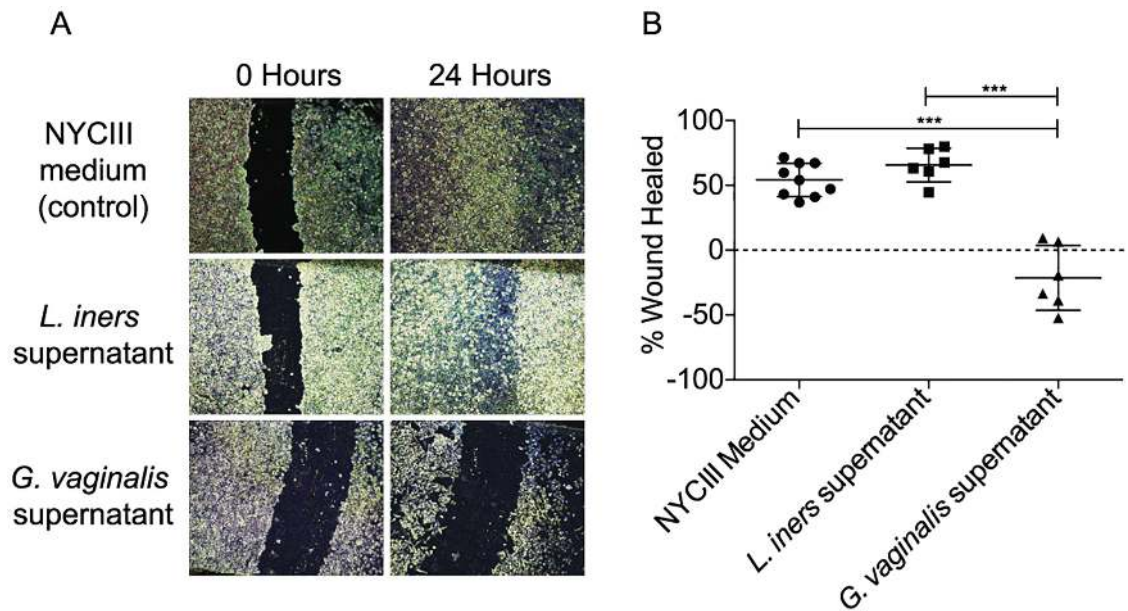 A
B
0 Hours
24 Hours
NYCIII
medium
(control)
L. iners
supernatant
G. vaginalis
supernatant
***
***
% Wound Healed
100
50
0
-50
-100
NYCIII Medium
L. iners supernatant
G. vaginalis supernatant